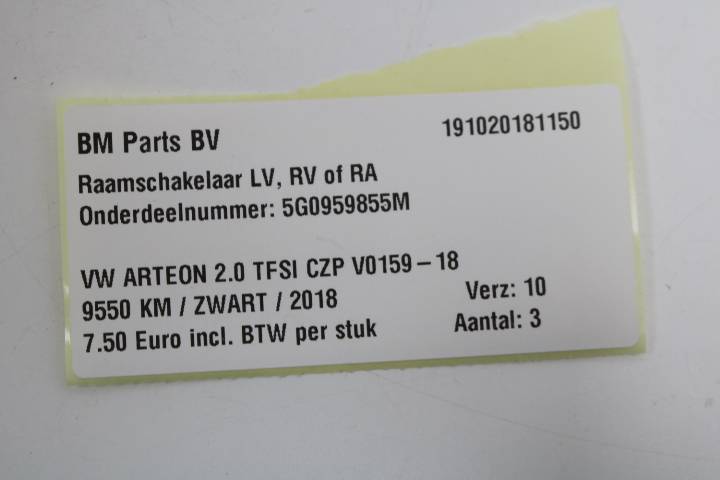 BM Parts BV
191020181150
Raamschakelaar LV, RV of RA
Onderdeelnummer: 5G0959855M
VW ARTEON 2.0 TFSI CZP V0159-18
9550 KM / ZWART / 2018
Verz: 10
7.50 Euro incl. BTW per stuk
Aantal: 3